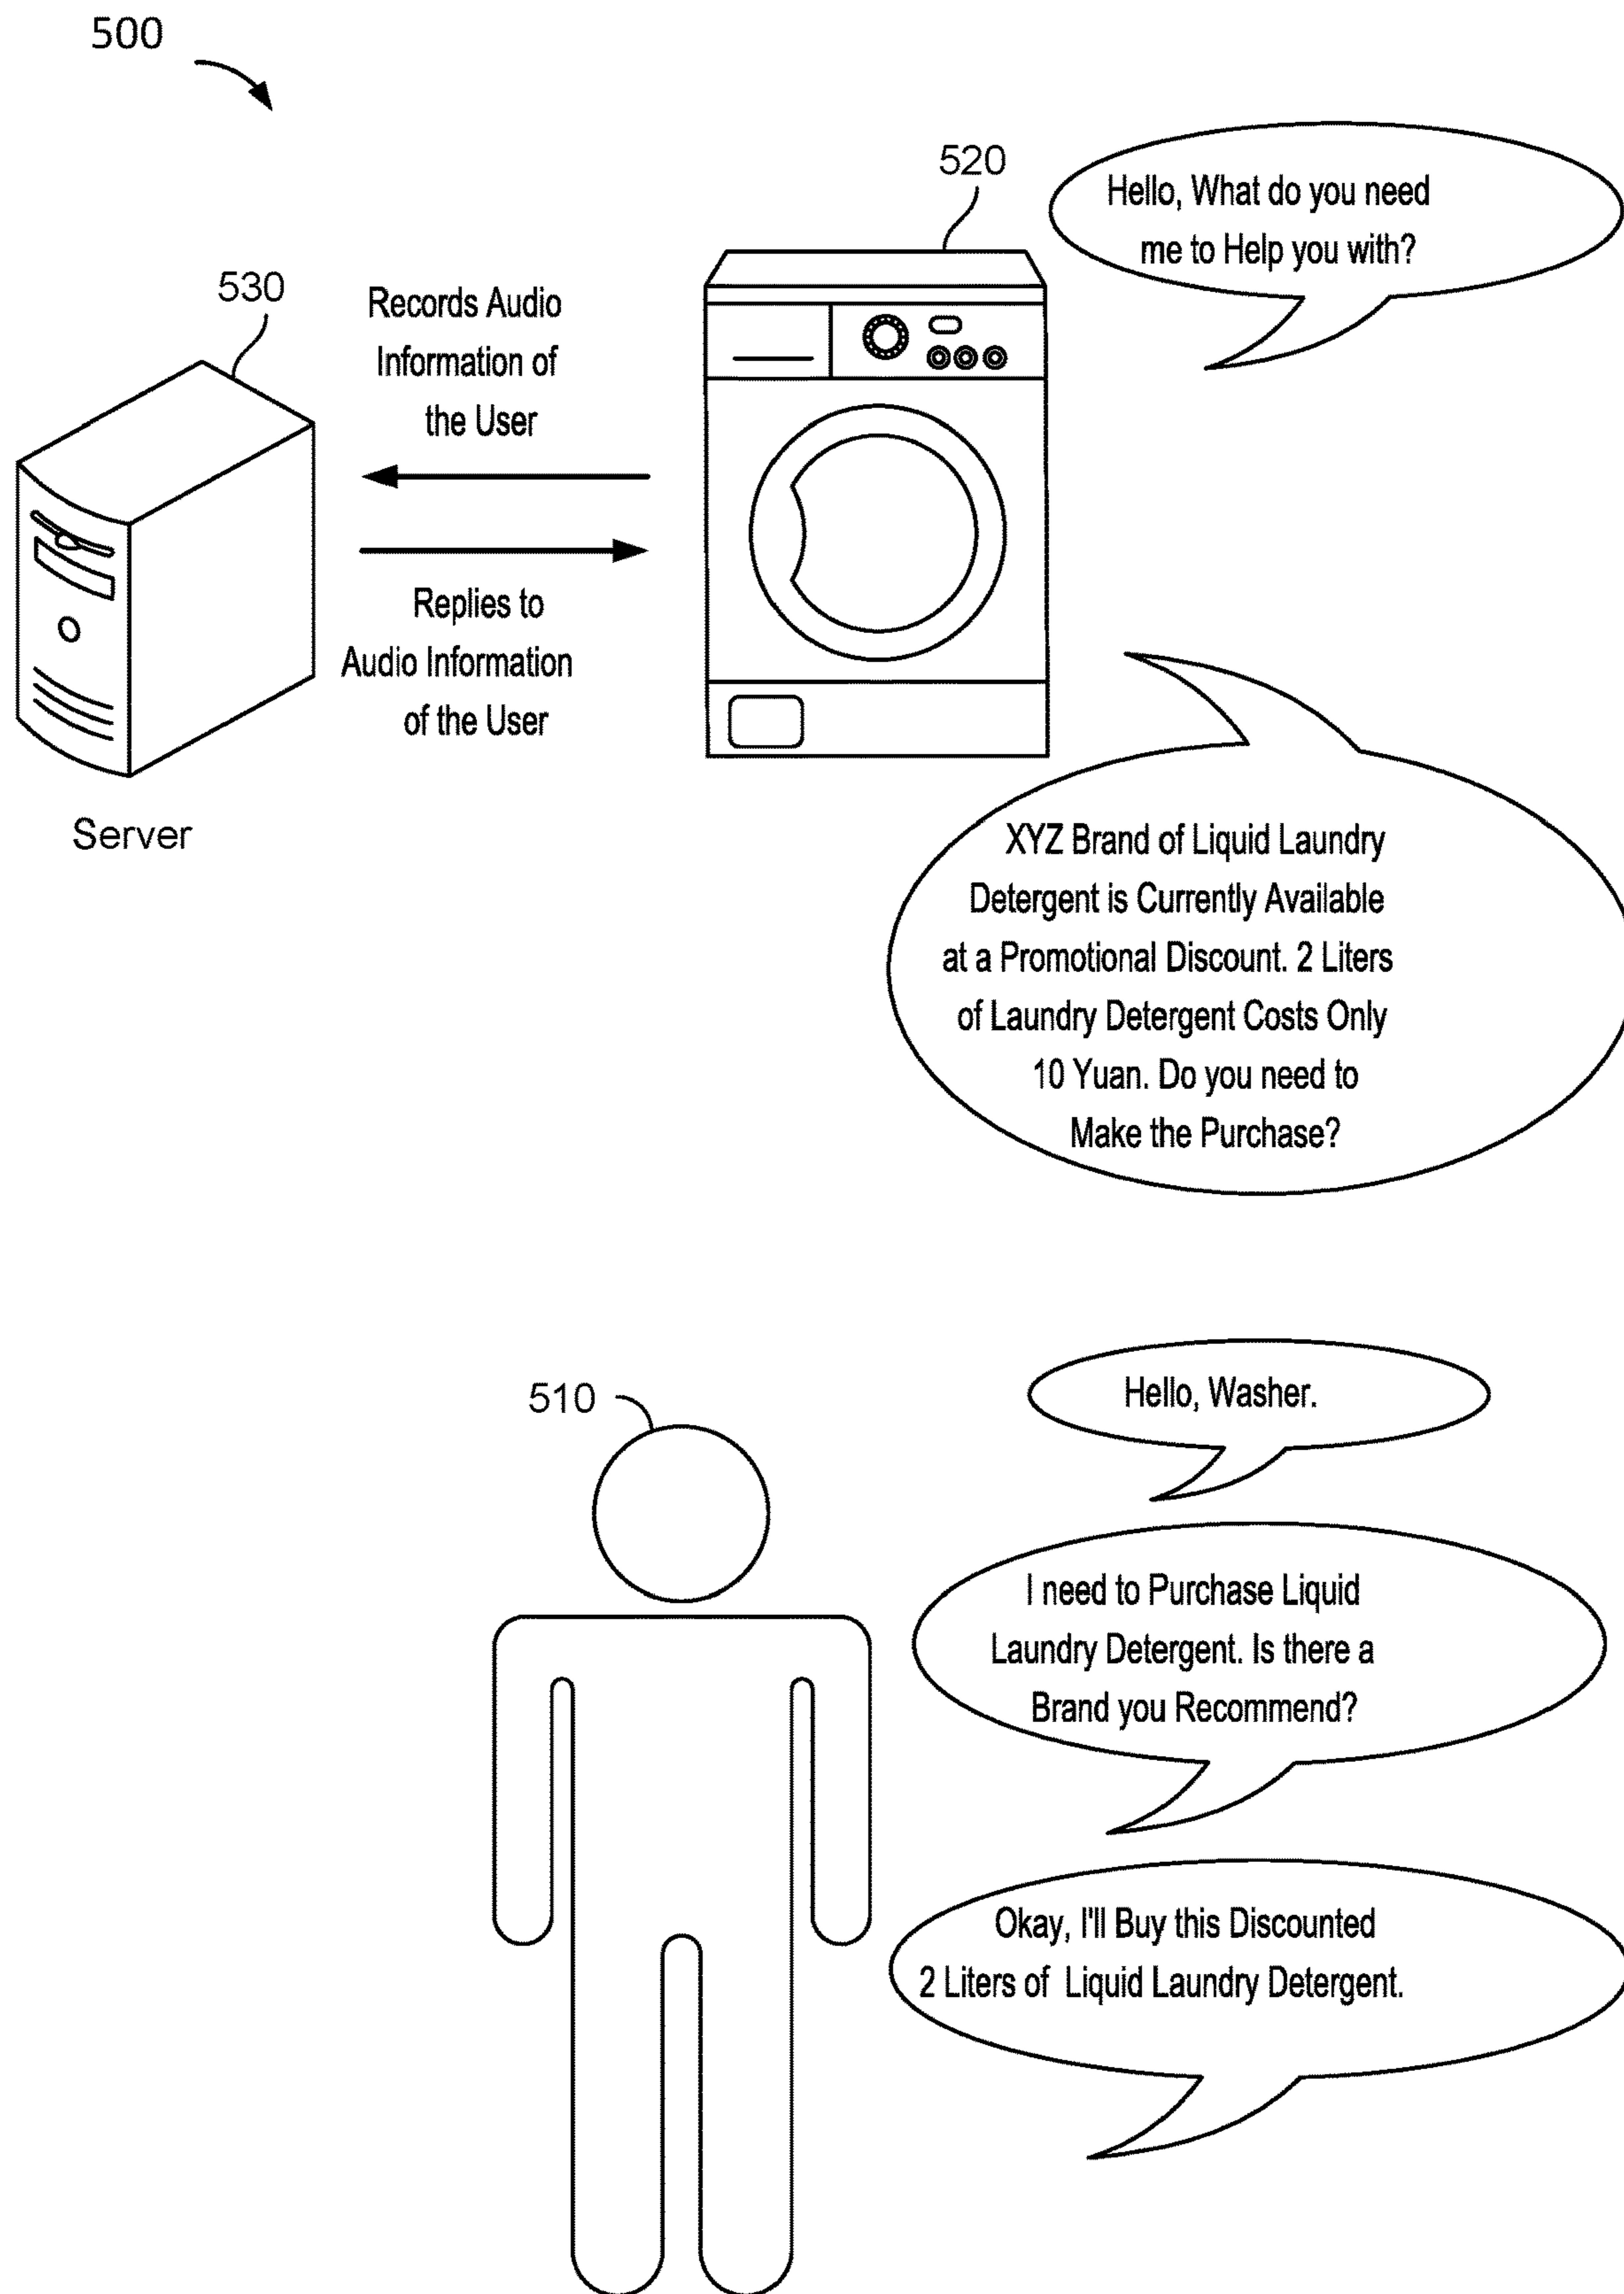 500
520
Hello, What do you need
me to Help you with?
530
Records Audio
Information of
the User
Replies to
Audio Information
of the User
Server
XYZ Brand of Liquid Laundry
Detergent is Currently Available
at a Promotional Discount. 2 Liters
of Laundry Detergent Costs Only
10 Yuan. Do you need to
Make the Purchase?
510
Hello, Washer.
I need to Purchase Liquid
Laundry Detergent. Is there a
Brand you Recommend?
Okay, I'll Buy this Discounted
2 Liters of Liquid Laundry Detergent.